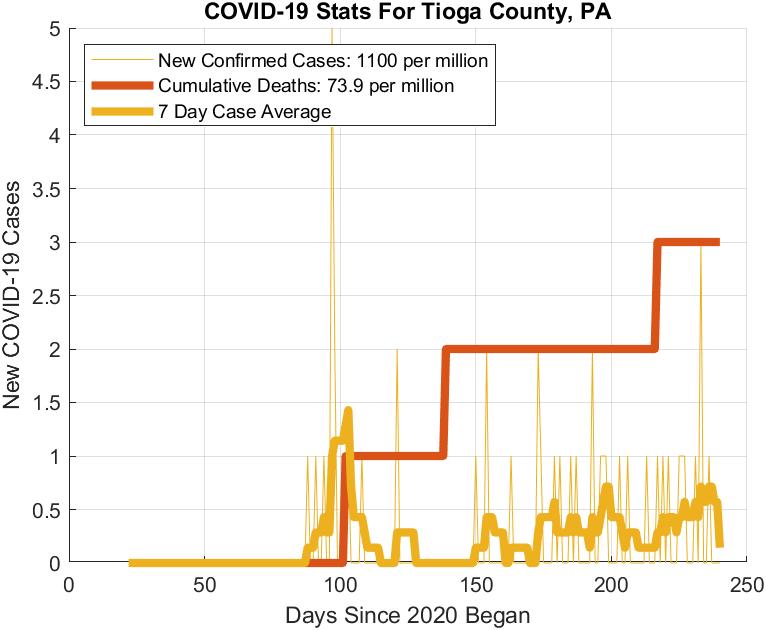 COVID-19 Stats For Tioga County, PA
New Confirmed Cases: 1100 per million
Cumulative Deaths: 73.9 per million
7 Day Case Average
New COVID-19 Cases
5
4.5
4
3.5
3
2.5
2
1.5
1
0.5
0
0 50 100 150 200 250
Days Since 2020 Began